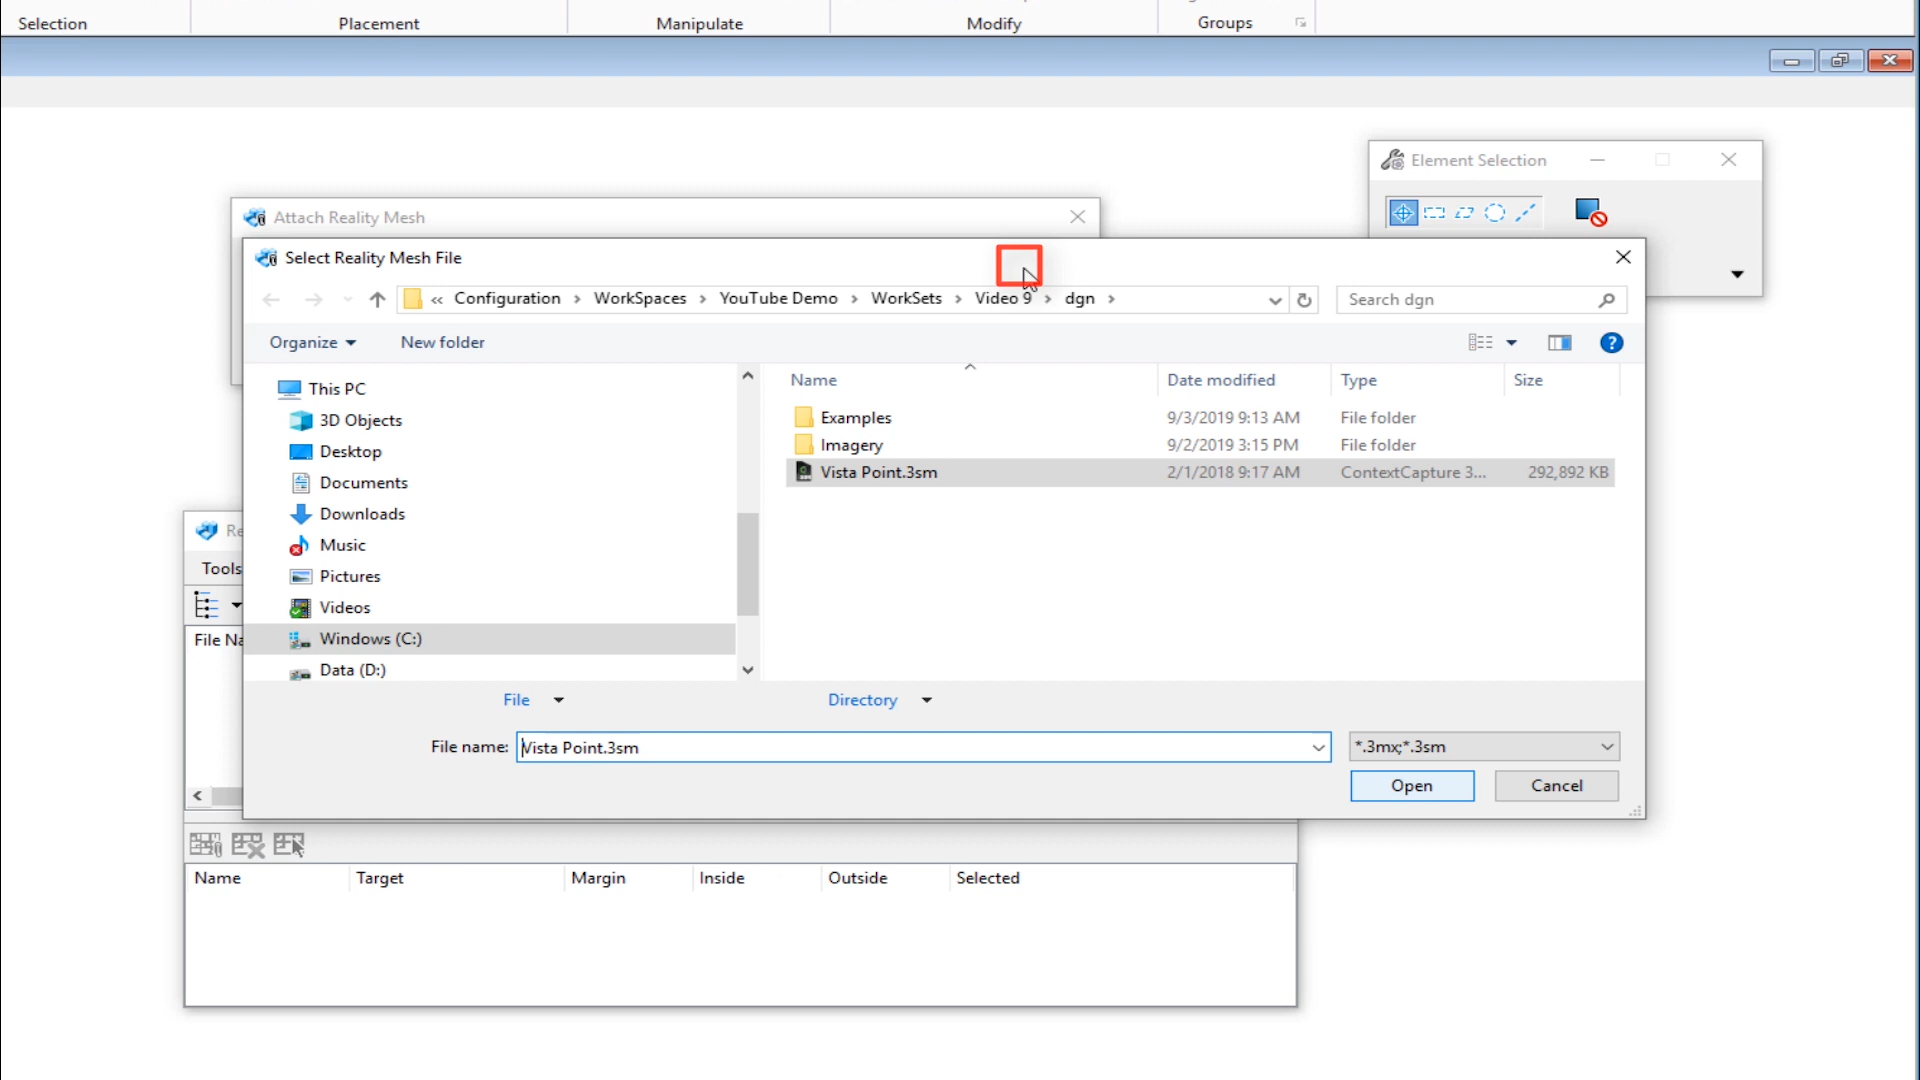 Selection Placement Manipulate Modify Groups
Element Selection
Attach Reality Mesh
Select Reality Mesh File
« Configuration › WorkSpaces › YouTube Demo › WorkSets › Video 9 › dgn ›
Search dgn
Organize New folder
Name Date modified Type Size
This PC
3D Objects
Desktop
Documents
Downloads
Music
Pictures
Videos
Windows (C:)
Data (D:)
Examples 9/3/2019 9:13 AM File folder
Imagery 9/2/2019 3:15 PM File folder
Vista Point.3sm 2/1/2018 9:17 AM ContextCapture 3... 292,892 KB
Re
Tools
File Na
File Directory
File name: Vista Point.3sm *.3mx;*.3sm
Open Cancel
Name Target Margin Inside Outside Selected